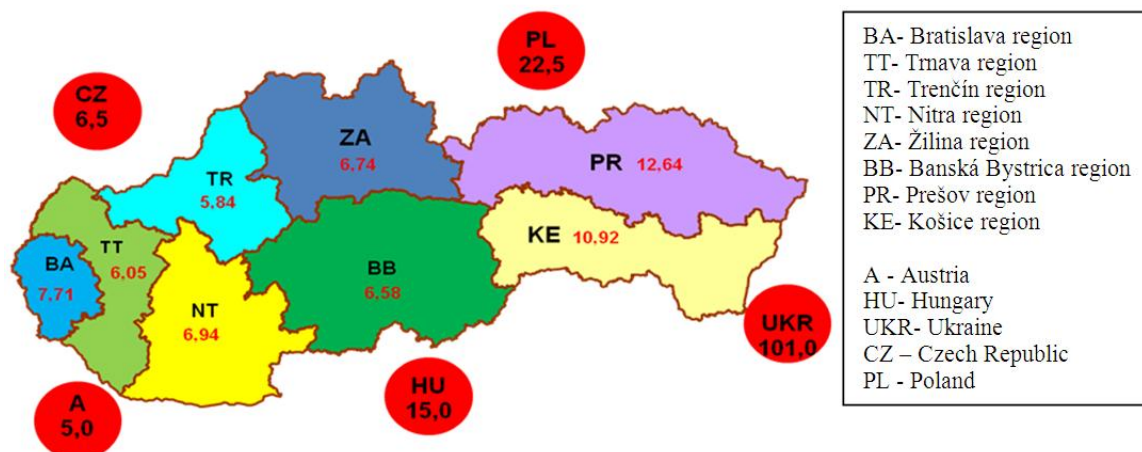 PL
22,5
CZ
6,5
ZA
6,74
PR 12,64
TR
5,84
KE 10,92
TT
6,05
BA
7,71
BB
6,58
NT
6,94
UKR
101,0
HU
15,0
A
5,0
BA- Bratislava region
TT- Trnava region
TR- Trenčín region
NT- Nitra region
ZA- Žilina region
BB- Banská Bystrica region
PR- Prešov region
KE- Košice region
A - Austria
HU- Hungary
UKR- Ukraine
CZ – Czech Republic
PL - Poland